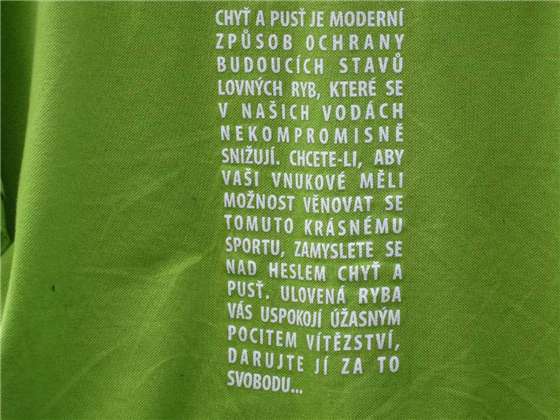 CHYŤ A PUSŤ JE MODERNÍ
ZPŮSOB OCHRANY
BUDOUCÍCH STAVŮ
LOVNÝCH RYB, KTERÉ SE
V NAŠICH VODÁCH
NEKOMPROMISNĚ
SNIŽUJÍ. CHCETE-LI, ABY
VAŠI VNUKOVÉ MĚLI
MOŽNOST VĚNOVAT SE
TOMUTO KRÁSNÉMU
SPORTU, ZAMYSLETE SE
NAD HESLEM CHYŤ A
PUSŤ. ULOVENÁ RYBA
VÁS USPOKOJÍ ÚŽASNÝM
POCITEM VÍTĚZSTVÍ,
DARUJTE JÍ ZA TO
SVOBODU...